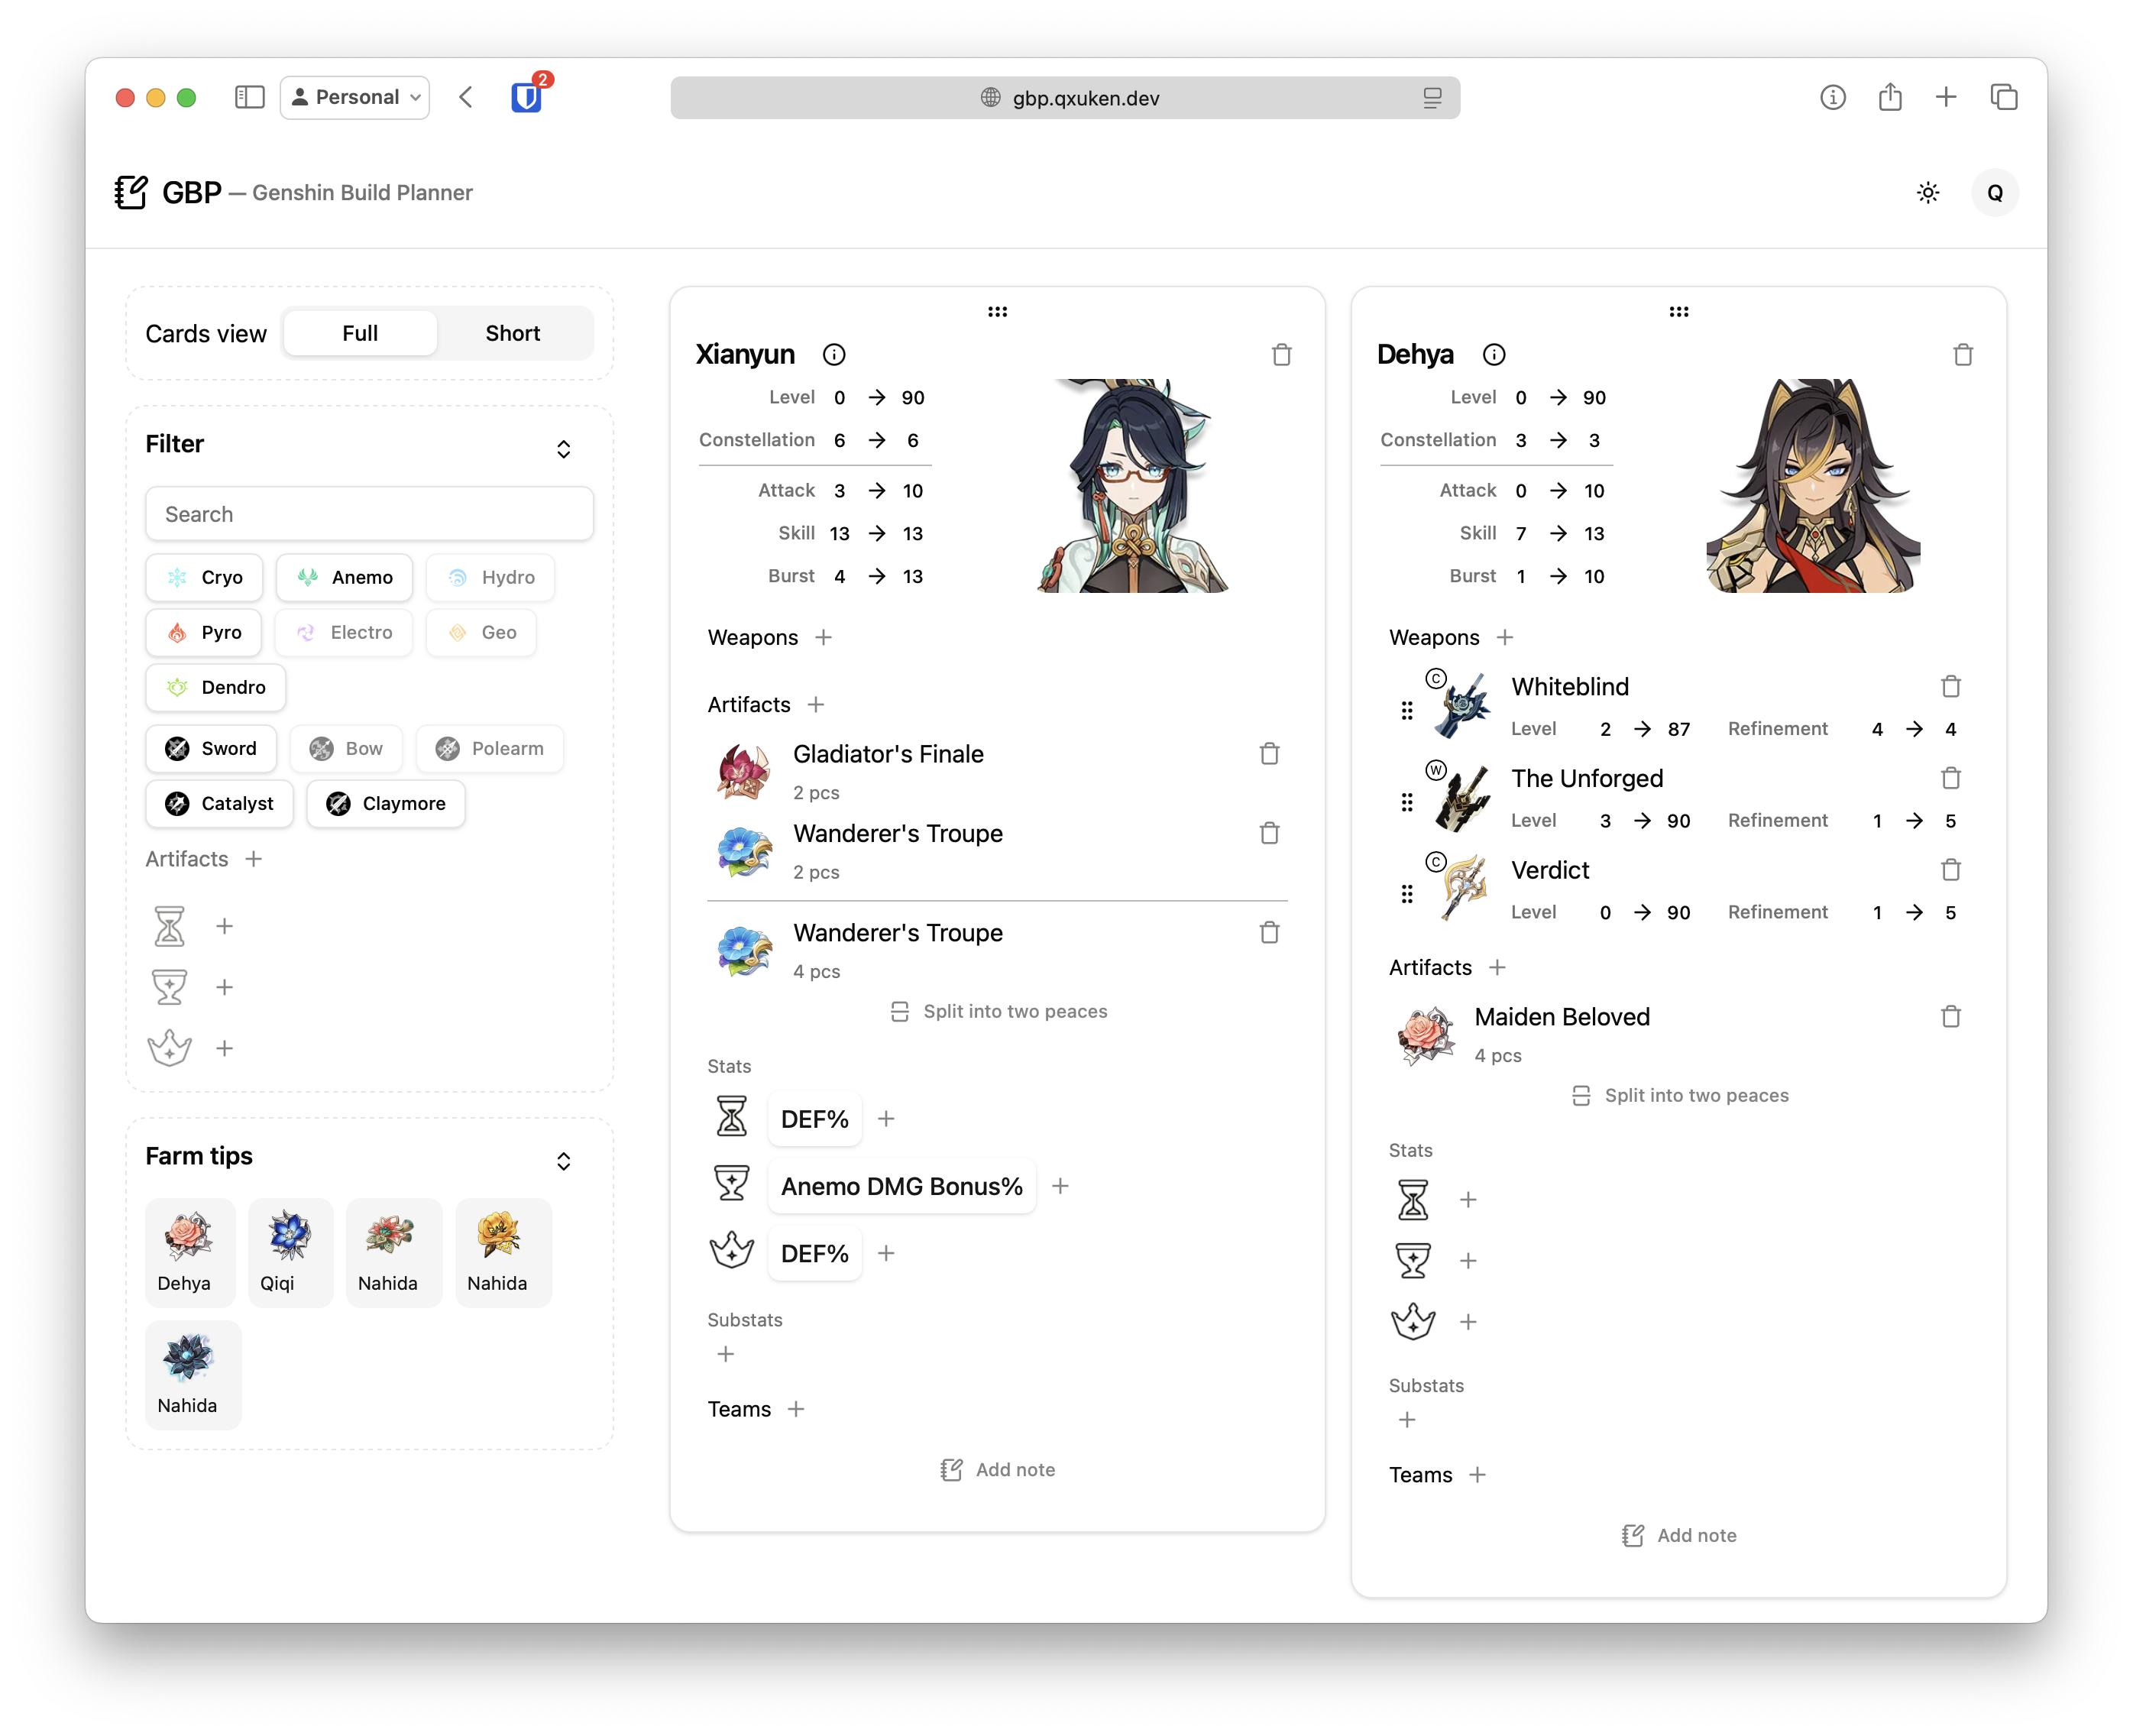 Personal
2
gbp.qxuken.dev
GBP — Genshin Build Planner
Q
Cards view Full Short
Filter
Search
Cryo Anemo Hydro
Pyro Electro Geo
Dendro
Sword Bow Polearm
Catalyst Claymore
Artifacts
Farm tips
Dehya Qiqi Nahida Nahida
Nahida
Xianyun
Level 0 → 90
Constellation 6 → 6
Attack 3 → 10
Skill 13 → 13
Burst 4 → 13
Weapons
Artifacts
Gladiator's Finale
2 pcs
Wanderer's Troupe
2 pcs
Wanderer's Troupe
4 pcs
Split into two peaces
Stats
DEF%
Anemo DMG Bonus%
DEF%
Substats
Teams
Add note
Dehya
Level 0 → 90
Constellation 3 → 3
Attack 0 → 10
Skill 7 → 13
Burst 1 → 10
Weapons
C
Whiteblind
Level 2 → 87 Refinement 4 → 4
W
The Unforged
Level 3 → 90 Refinement 1 → 5
C
Verdict
Level 0 → 90 Refinement 1 → 5
Artifacts
Maiden Beloved
4 pcs
Split into two peaces
Stats
Substats
Teams
Add note